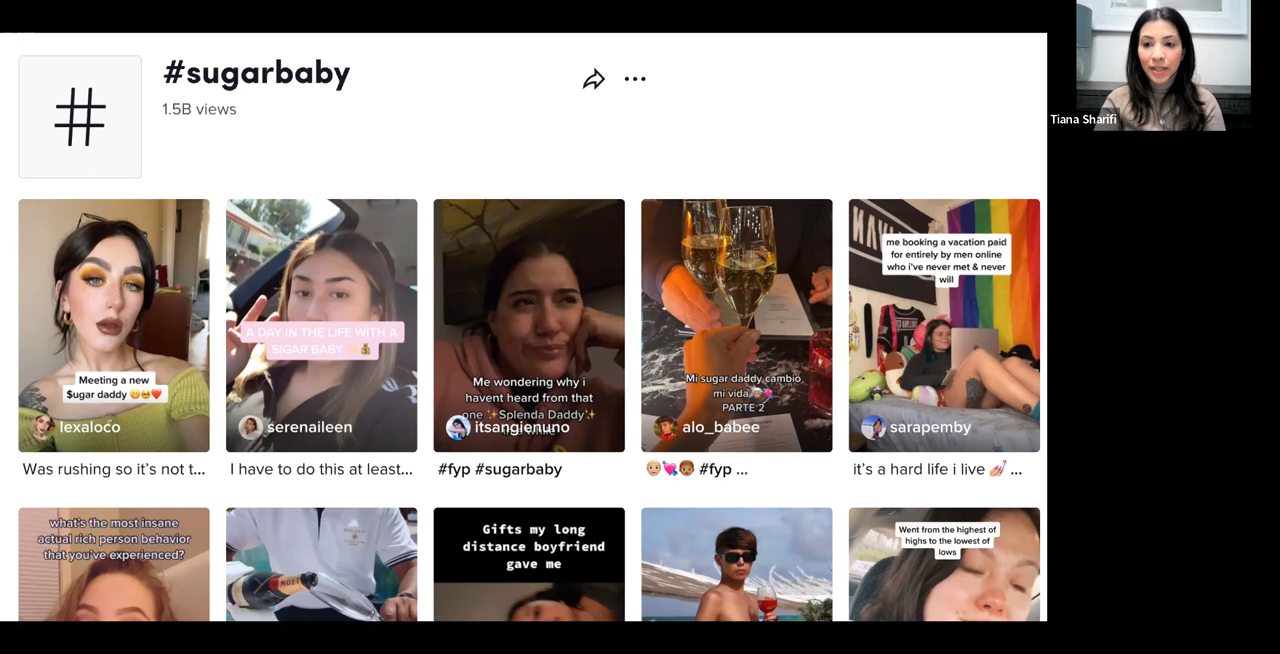 #sugarbaby
1.5B views
Tiana Sharifi
Meeting a new
$ugar daddy
lexaloco
Was rushing so it's not t...
A DAY IN THE LIFE WITH A
SIGAR BABY
serenaileen
I have to do this at least...
Me wondering why i
havent heard from that
one ✨Splenda Daddy✨
itsangienuno
#fyp #sugarbaby
Mi sugar daddy cambio
mi vida
PARTE 2
alo_babee
#fyp ...
me booking a vacation paid
for entirely by men online
who i've never met & never
will
sarapemby
it's a hard life i live 💅 ...
what's the most insane
actual rich person behavior
that you've experienced?
MOËT
Gifts my long
distance boyfriend
gave me
Went from the highest of
highs to the lowest of
lows